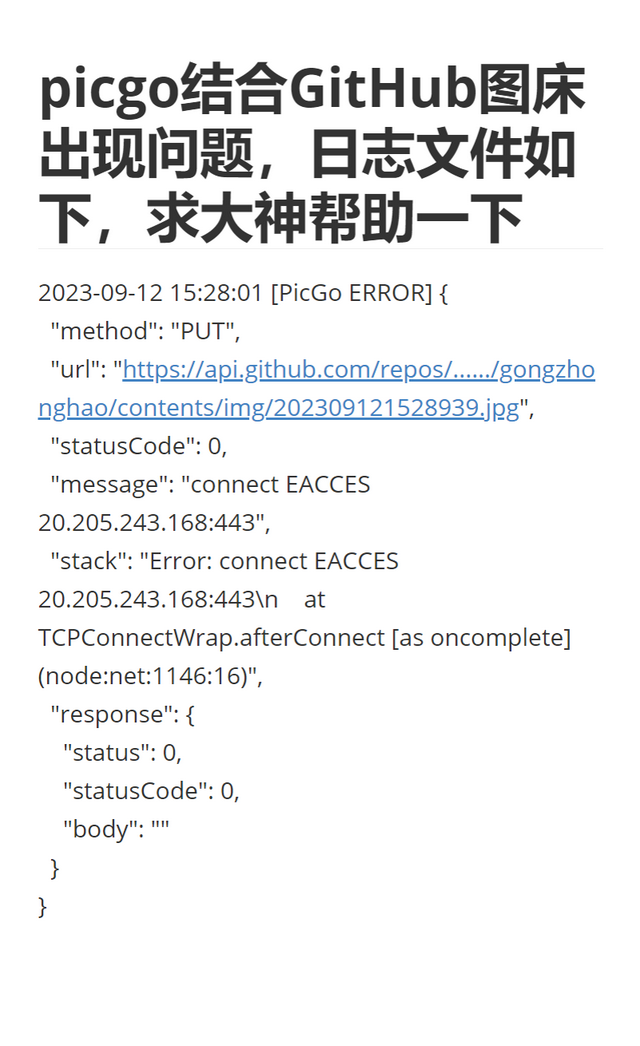 picgo结合GitHub图床
出现问题，日志文件如
下，求大神帮助一下
2023-09-12 15:28:01 [PicGo ERROR] {
"method": "PUT",
"url": "https://api.github.com/repos/....../gongzho
nghao/contents/img/202309121528939.jpg",
"statusCode": 0,
"message": "connect EACCES
20.205.243.168:443",
"stack": "Error: connect EACCES
20.205.243.168:443\n    at
TCPConnectWrap.afterConnect [as oncomplete]
(node:net:1146:16)",
"response": {
"status": 0,
"statusCode": 0,
"body": ""
}
}